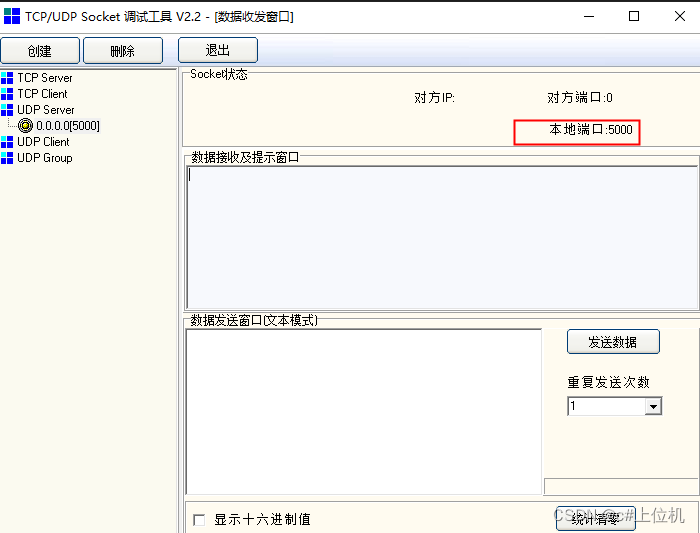 TCP/UDP Socket 调试工具 V2.2 - [数据收发窗口]
创建 删除 退出
TCP Server
TCP Client
UDP Server
0.0.0.0[5000]
UDP Client
UDP Group
Socket状态
对方IP: 对方端口:0
本地端口:5000
数据接收及提示窗口
数据发送窗口(文本模式)
发送数据
重复发送次数
1
显示十六进制值
统计清零
CSDN @c#上位机